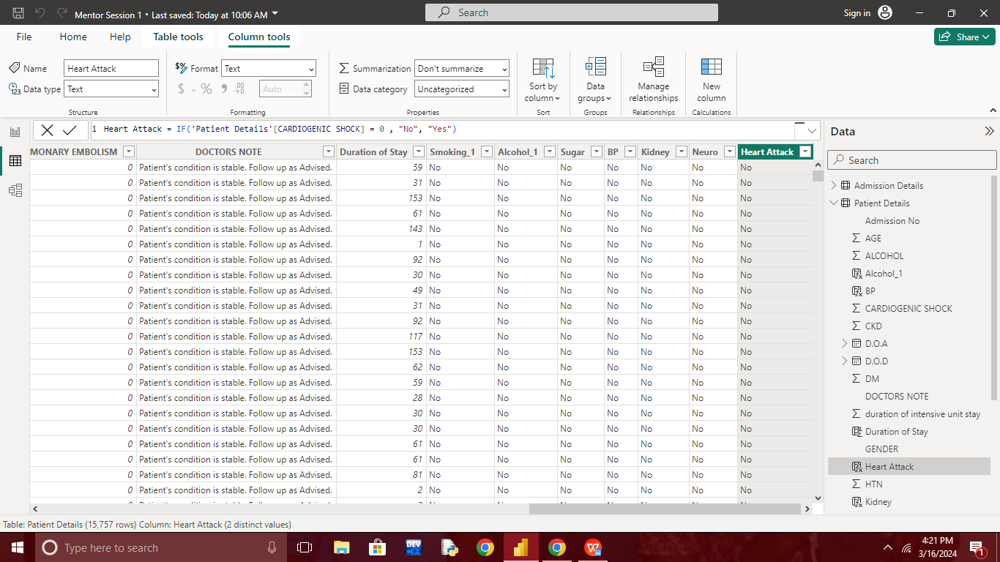 Mentor Session 1 • Last saved: Today at 10:06 AM
Search
Sign in
File Home Help Table tools Column tools
Share
Name Heart Attack
Data type Text
Structure
$% Format Text
$ % 9 .00
Auto
Formatting
Summarization Don't summarize
Data category Uncategorized
Properties
Sort by column
Sort
Data groups
Groups
Manage relationships
Relationships
New column
Calculations
1 Heart Attack = IF('Patient Details'[CARDIOGENIC SHOCK] = 0 , "No", "Yes")
MONARY EMBOLISM DOCTORS NOTE Duration of Stay Smoking_1 Alcohol_1 Sugar BP Kidney Neuro Heart Attack
0 Patient's condition is stable. Follow up as Advised. 59 No No No No No No No
0 Patient's condition is stable. Follow up as Advised. 31 No No No No No No No
0 Patient's condition is stable. Follow up as Advised. 153 No No No No No No No
0 Patient's condition is stable. Follow up as Advised. 61 No No No No No No No
0 Patient's condition is stable. Follow up as Advised. 143 No No No No No No No
0 Patient's condition is stable. Follow up as Advised. 1 No No No No No No No
0 Patient's condition is stable. Follow up as Advised. 92 No No No No No No No
0 Patient's condition is stable. Follow up as Advised. 30 No No No No No No No
0 Patient's condition is stable. Follow up as Advised. 49 No No No No No No No
0 Patient's condition is stable. Follow up as Advised. 31 No No No No No No No
0 Patient's condition is stable. Follow up as Advised. 92 No No No No No No No
0 Patient's condition is stable. Follow up as Advised. 117 No No No No No No No
0 Patient's condition is stable. Follow up as Advised. 153 No No No No No No No
0 Patient's condition is stable. Follow up as Advised. 62 No No No No No No No
0 Patient's condition is stable. Follow up as Advised. 59 No No No No No No No
0 Patient's condition is stable. Follow up as Advised. 28 No No No No No No No
0 Patient's condition is stable. Follow up as Advised. 30 No No No No No No No
0 Patient's condition is stable. Follow up as Advised. 30 No No No No No No No
0 Patient's condition is stable. Follow up as Advised. 61 No No No No No No No
0 Patient's condition is stable. Follow up as Advised. 61 No No No No No No No
0 Patient's condition is stable. Follow up as Advised. 81 No No No No No No No
0 Patient's condition is stable. Follow up as Advised. 2 No No No No No No No
Data
Search
Admission Details
Patient Details
Admission No
AGE
ALCOHOL
Alcohol_1
BP
CARDIOGENIC SHOCK
CKD
D.O.A
D.O.D
DM
DOCTORS NOTE
duration of intensive unit stay
Duration of Stay
GENDER
Heart Attack
HTN
Kidney
Table: Patient Details (15,757 rows) Column: Heart Attack (2 distinct values)
Type here to search
DEV
4:21 PM
3/16/2024
1